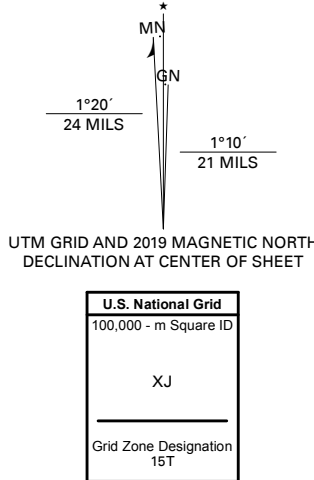 MN
GN
1°20´
24 MILS
1°10´
21 MILS
UTM GRID AND 2019 MAGNETIC NORTH
DECLINATION AT CENTER OF SHEET
U.S. National Grid
100,000 - m Square ID
XJ
Grid Zone Designation
15T